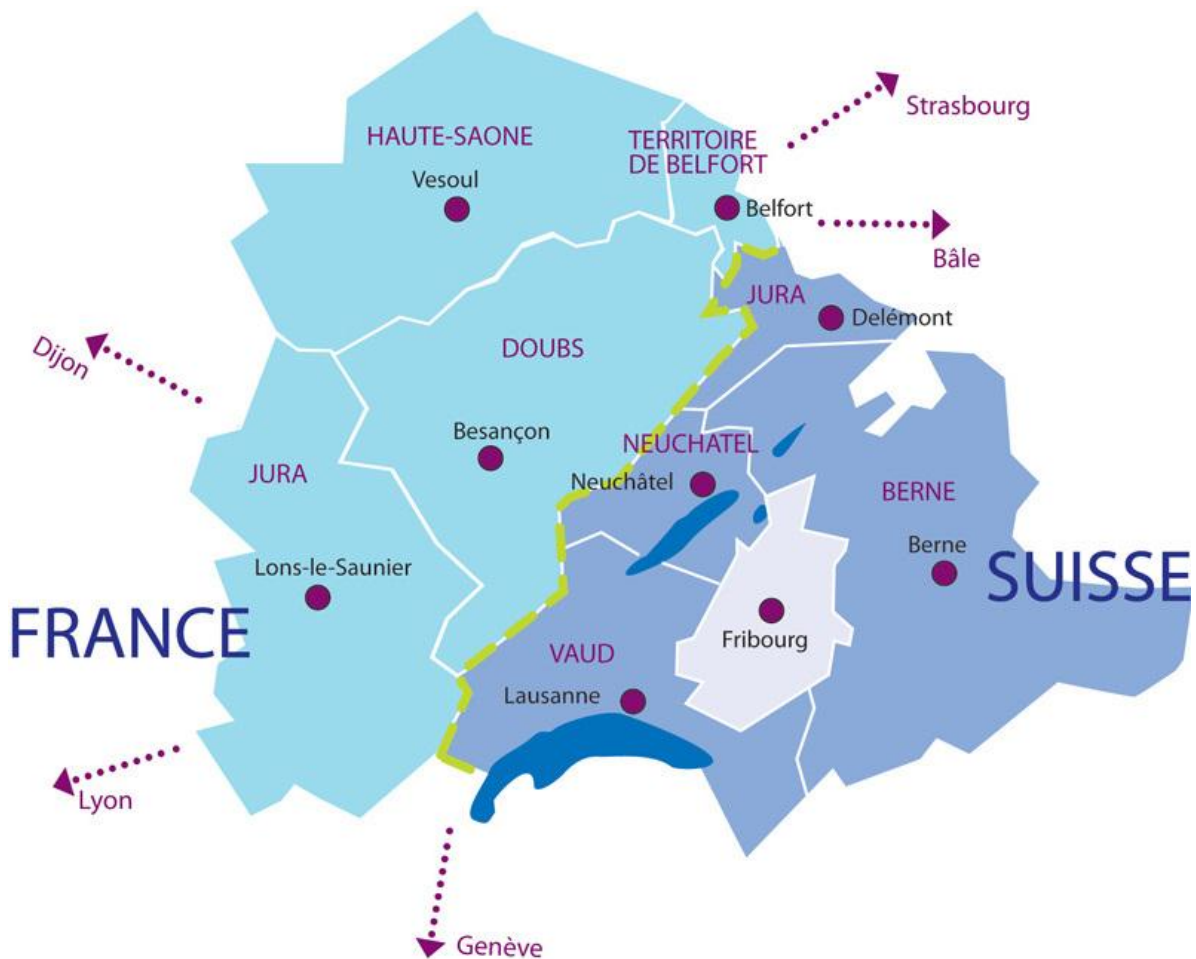 Strasbourg
HAUTE-SAONE
TERRITOIRE
DE BELFORT
Vesoul
Belfort
Bâle
JURA
Delémont
Dijon
DOUBS
Besançon
NEUCHATEL
JURA
Neuchâtel
BERNE
Berne
Lons-le-Saunier
SUISSE
FRANCE
Fribourg
VAUD
Lausanne
Lyon
Genève